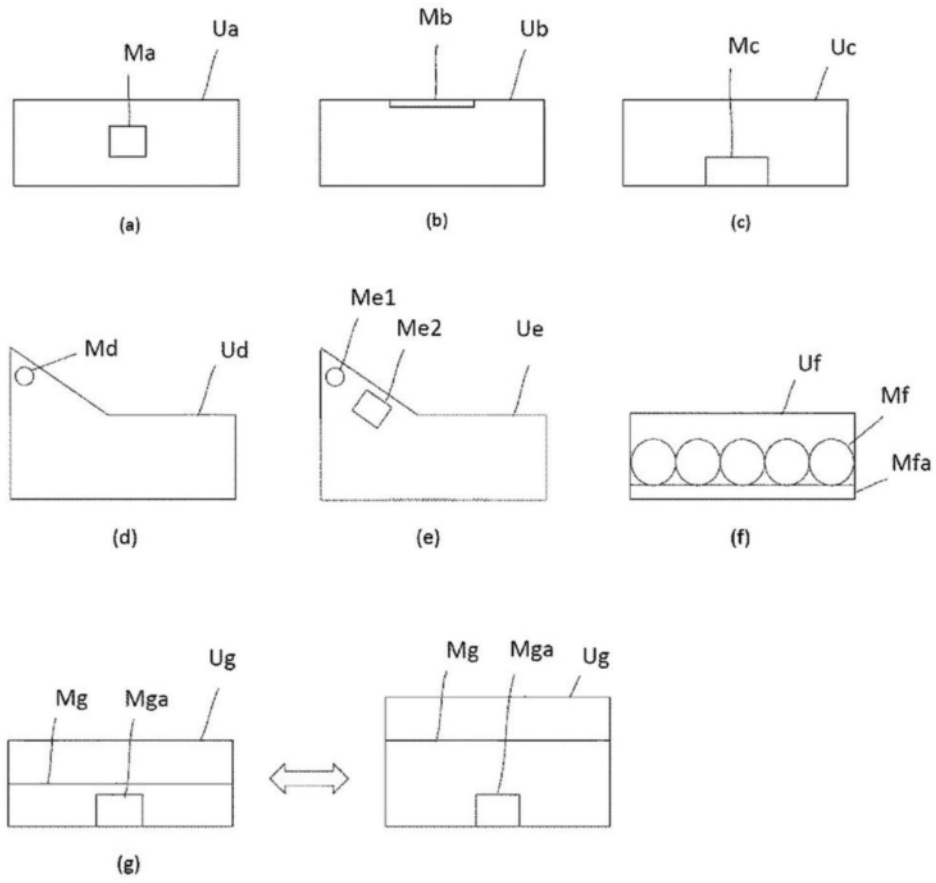 Ma Ua Mb Ub Mc Uc
(a) (b) (c)
Md Ud Me1 Me2 Ue Uf Mf Mfa
(d) (e) (f)
Mg Mga Ug Mg Mga Ug
(g)